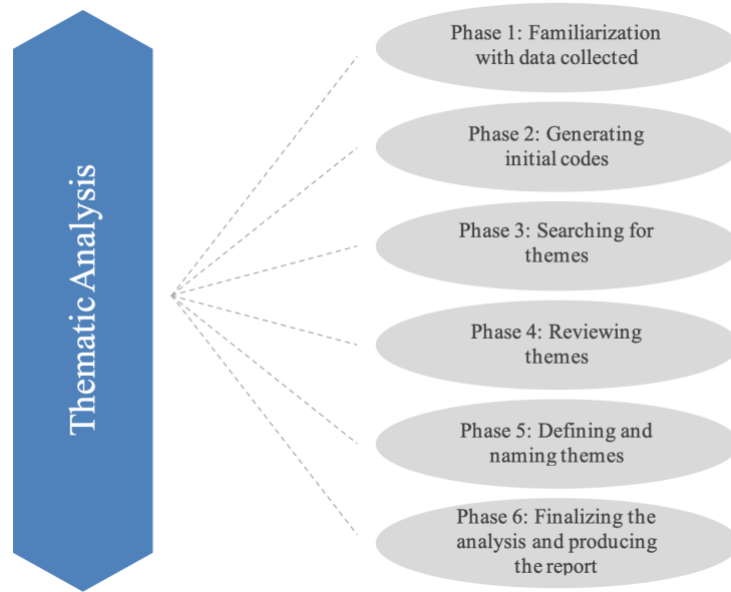 Thematic Analysis
Phase 1: Familiarization
with data collected
Phase 2: Generating
initial codes
Phase 3: Searching for
themes
Phase 4: Reviewing
themes
Phase 5: Defining and
naming themes
Phase 6: Finalizing the
analysis and producing
the report